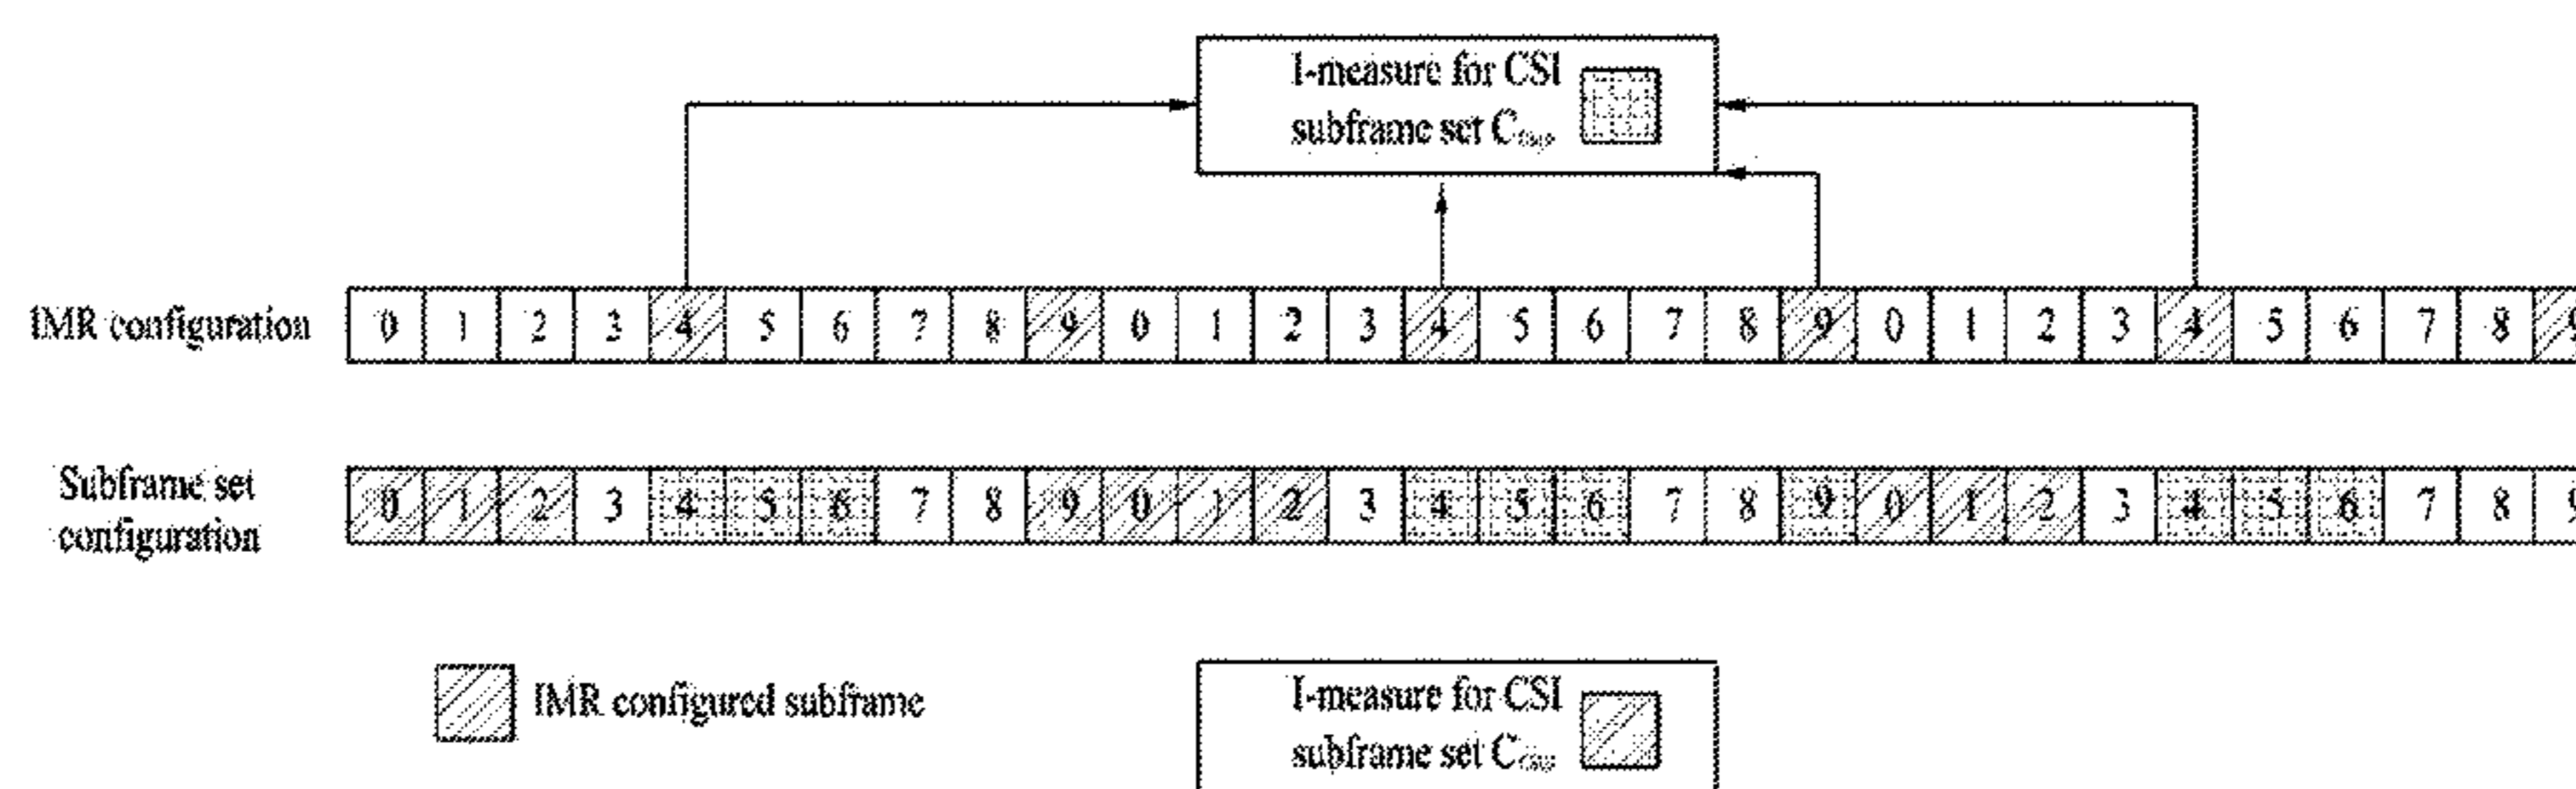 I-measure for CSI
subframe set C
IMR configuration 0 1 2 3 4 5 6 7 8 9 0 1 2 3 4 5 6 7 8 9 0 1 2 3 4 5 6 7 8 9
Subframe set
configuration
0 1 2 3 4 5 6 7 8 9 0 1 2 3 4 5 6 7 8 9 0 1 2 3 4 5 6 7 8 9
IMR configured subframe
I-measure for CSI
subframe set C